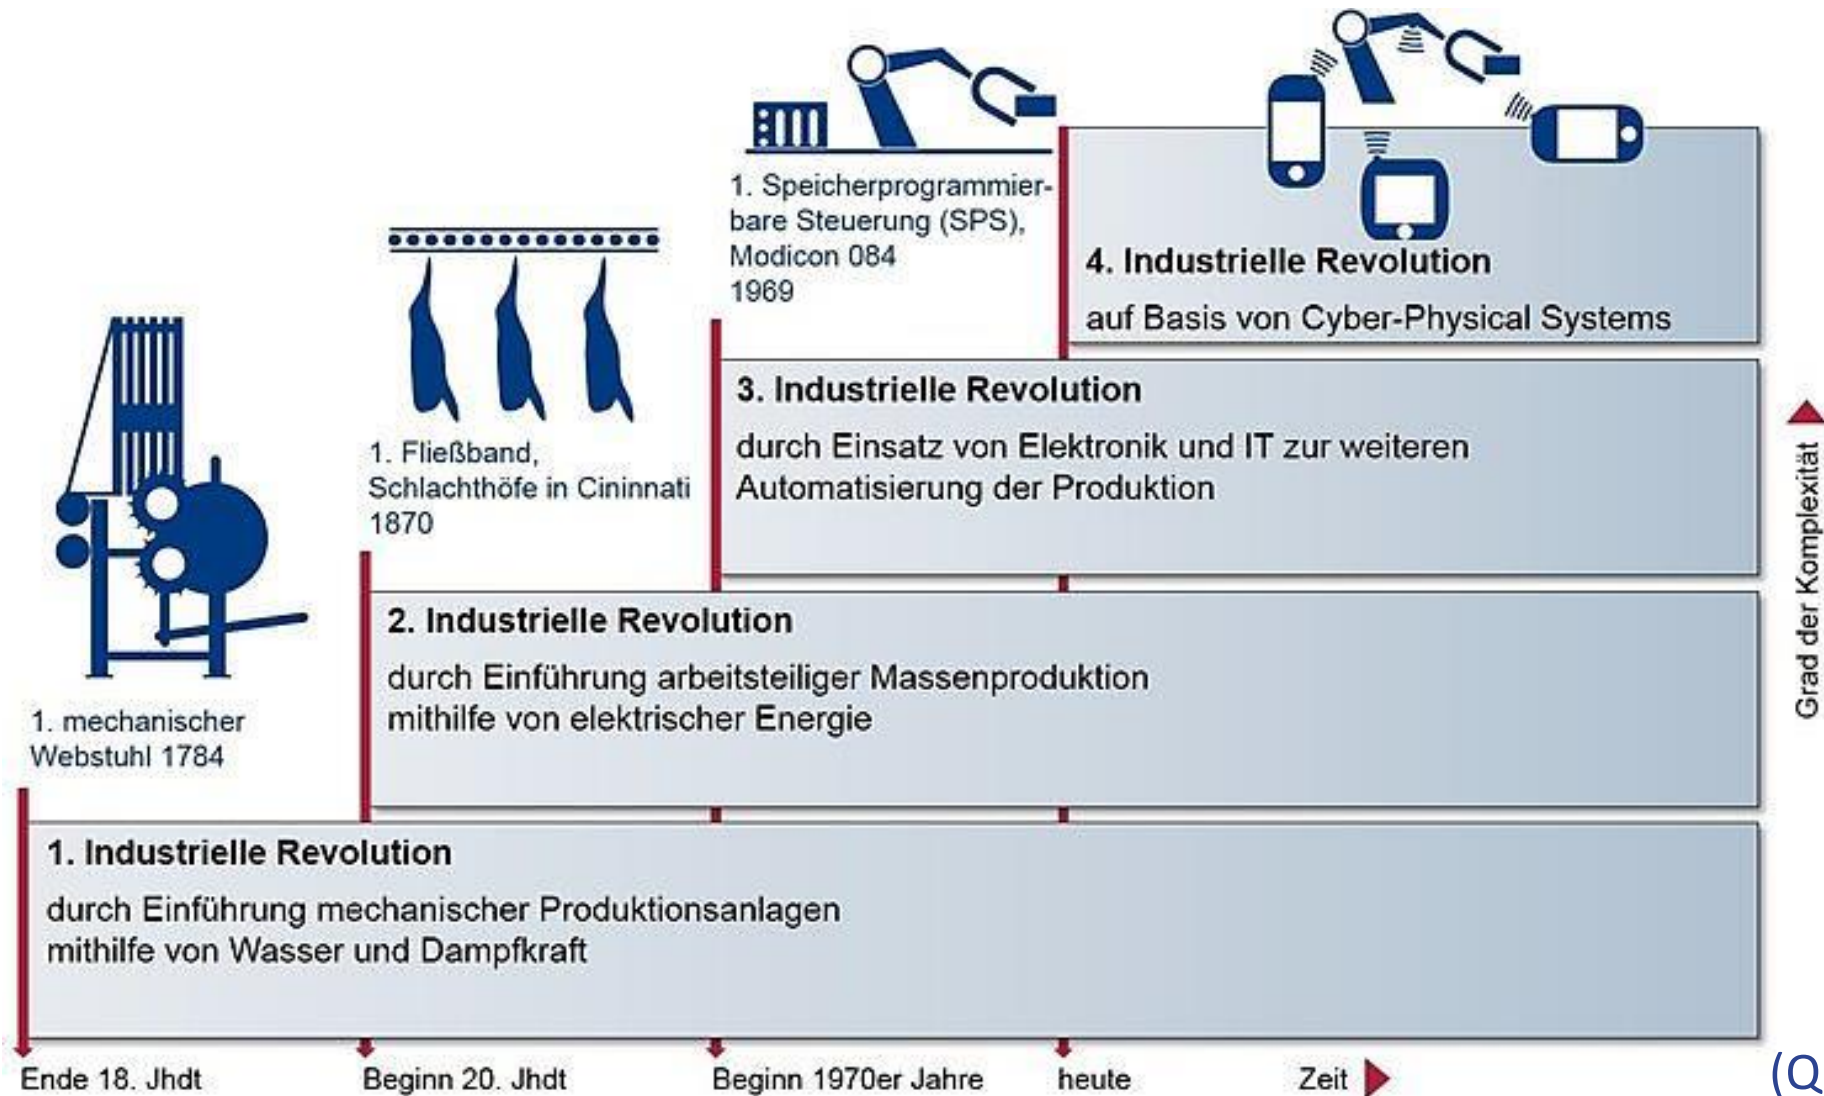 1. Speicherprogrammier-
bare Steuerung (SPS),
Modicon 084
1969
4. Industrielle Revolution
auf Basis von Cyber-Physical Systems
3. Industrielle Revolution
durch Einsatz von Elektronik und IT zur weiteren
Automatisierung der Produktion
1. Fließband,
Schlachthöfe in Cininnati
1870
2. Industrielle Revolution
durch Einführung arbeitsteiliger Massenproduktion
mithilfe von elektrischer Energie
1. mechanischer
Webstuhl 1784
1. Industrielle Revolution
durch Einführung mechanischer Produktionsanlagen
mithilfe von Wasser und Dampfkraft
Grad der Komplexität
Ende 18. Jhdt
Beginn 20. Jhdt
Beginn 1970er Jahre
heute
Zeit
(Q